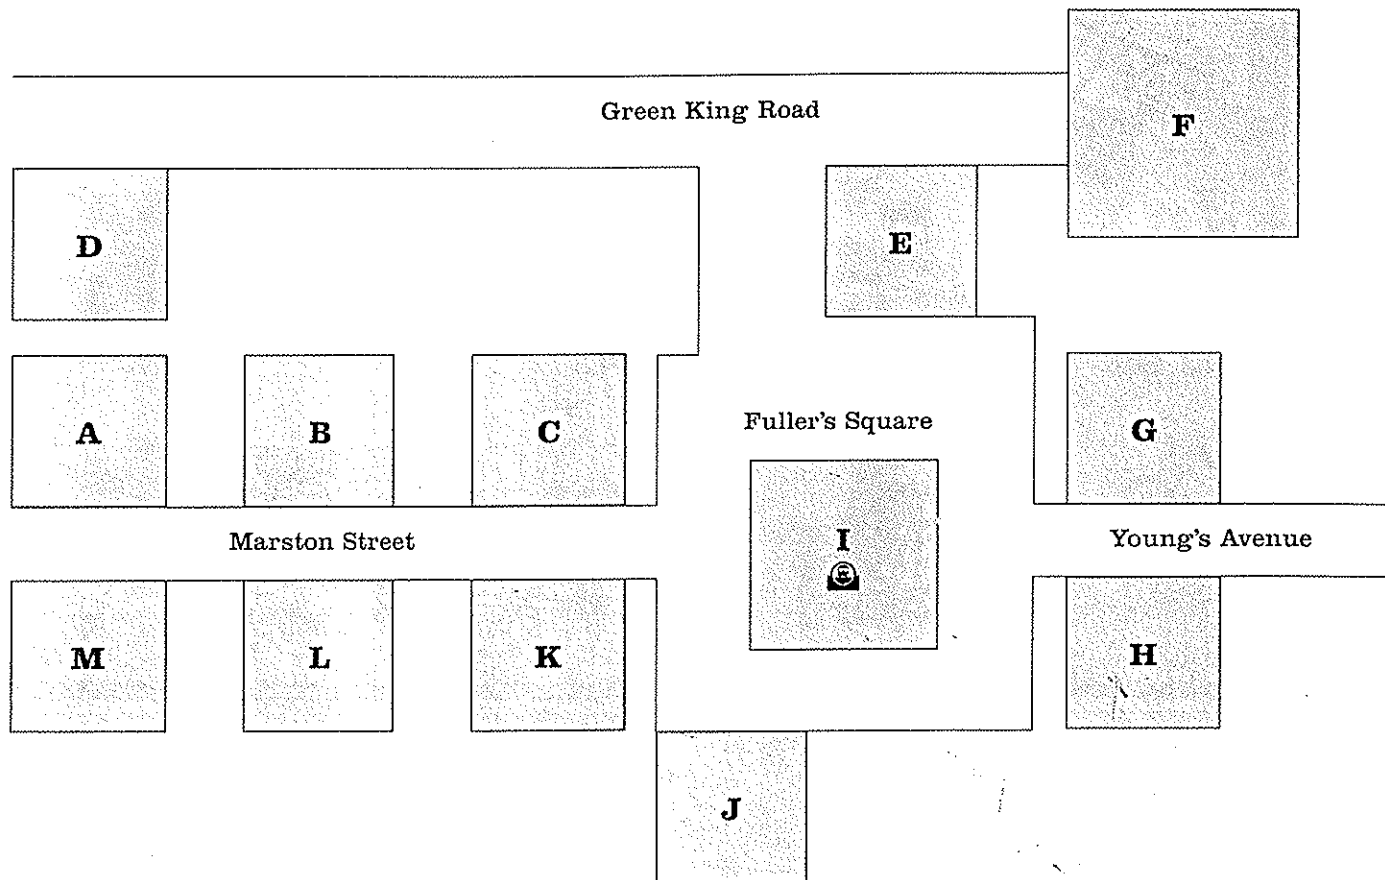 Green King Road
F
D
E
A
B
C
Fuller's Square
G
I
Marston Street
Young's Avenue
M
L
K
H
J